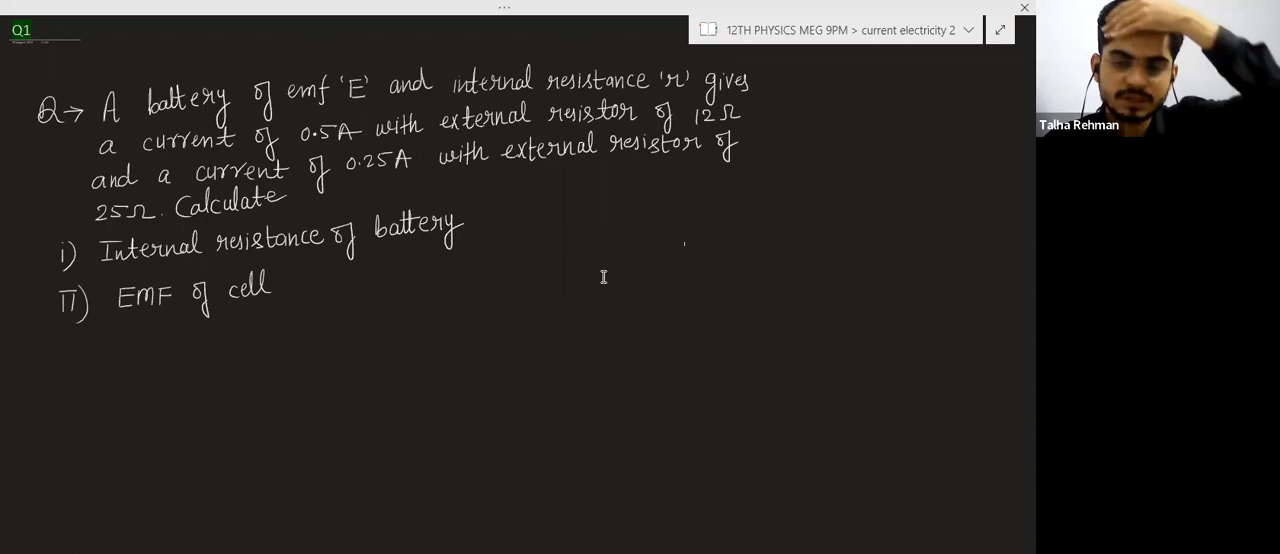 Q1
12TH PHYSICS MEG 9PM > current electricity 2
Q→ A battery of emf 'E' and internal resistance 'r' gives
a current of 0.5A with external resistor of 12Ω
and a current of 0.25A with external resistor of
25Ω. Calculate
i) Internal resistance of battery
II) EMF of cell
Talha Rehman